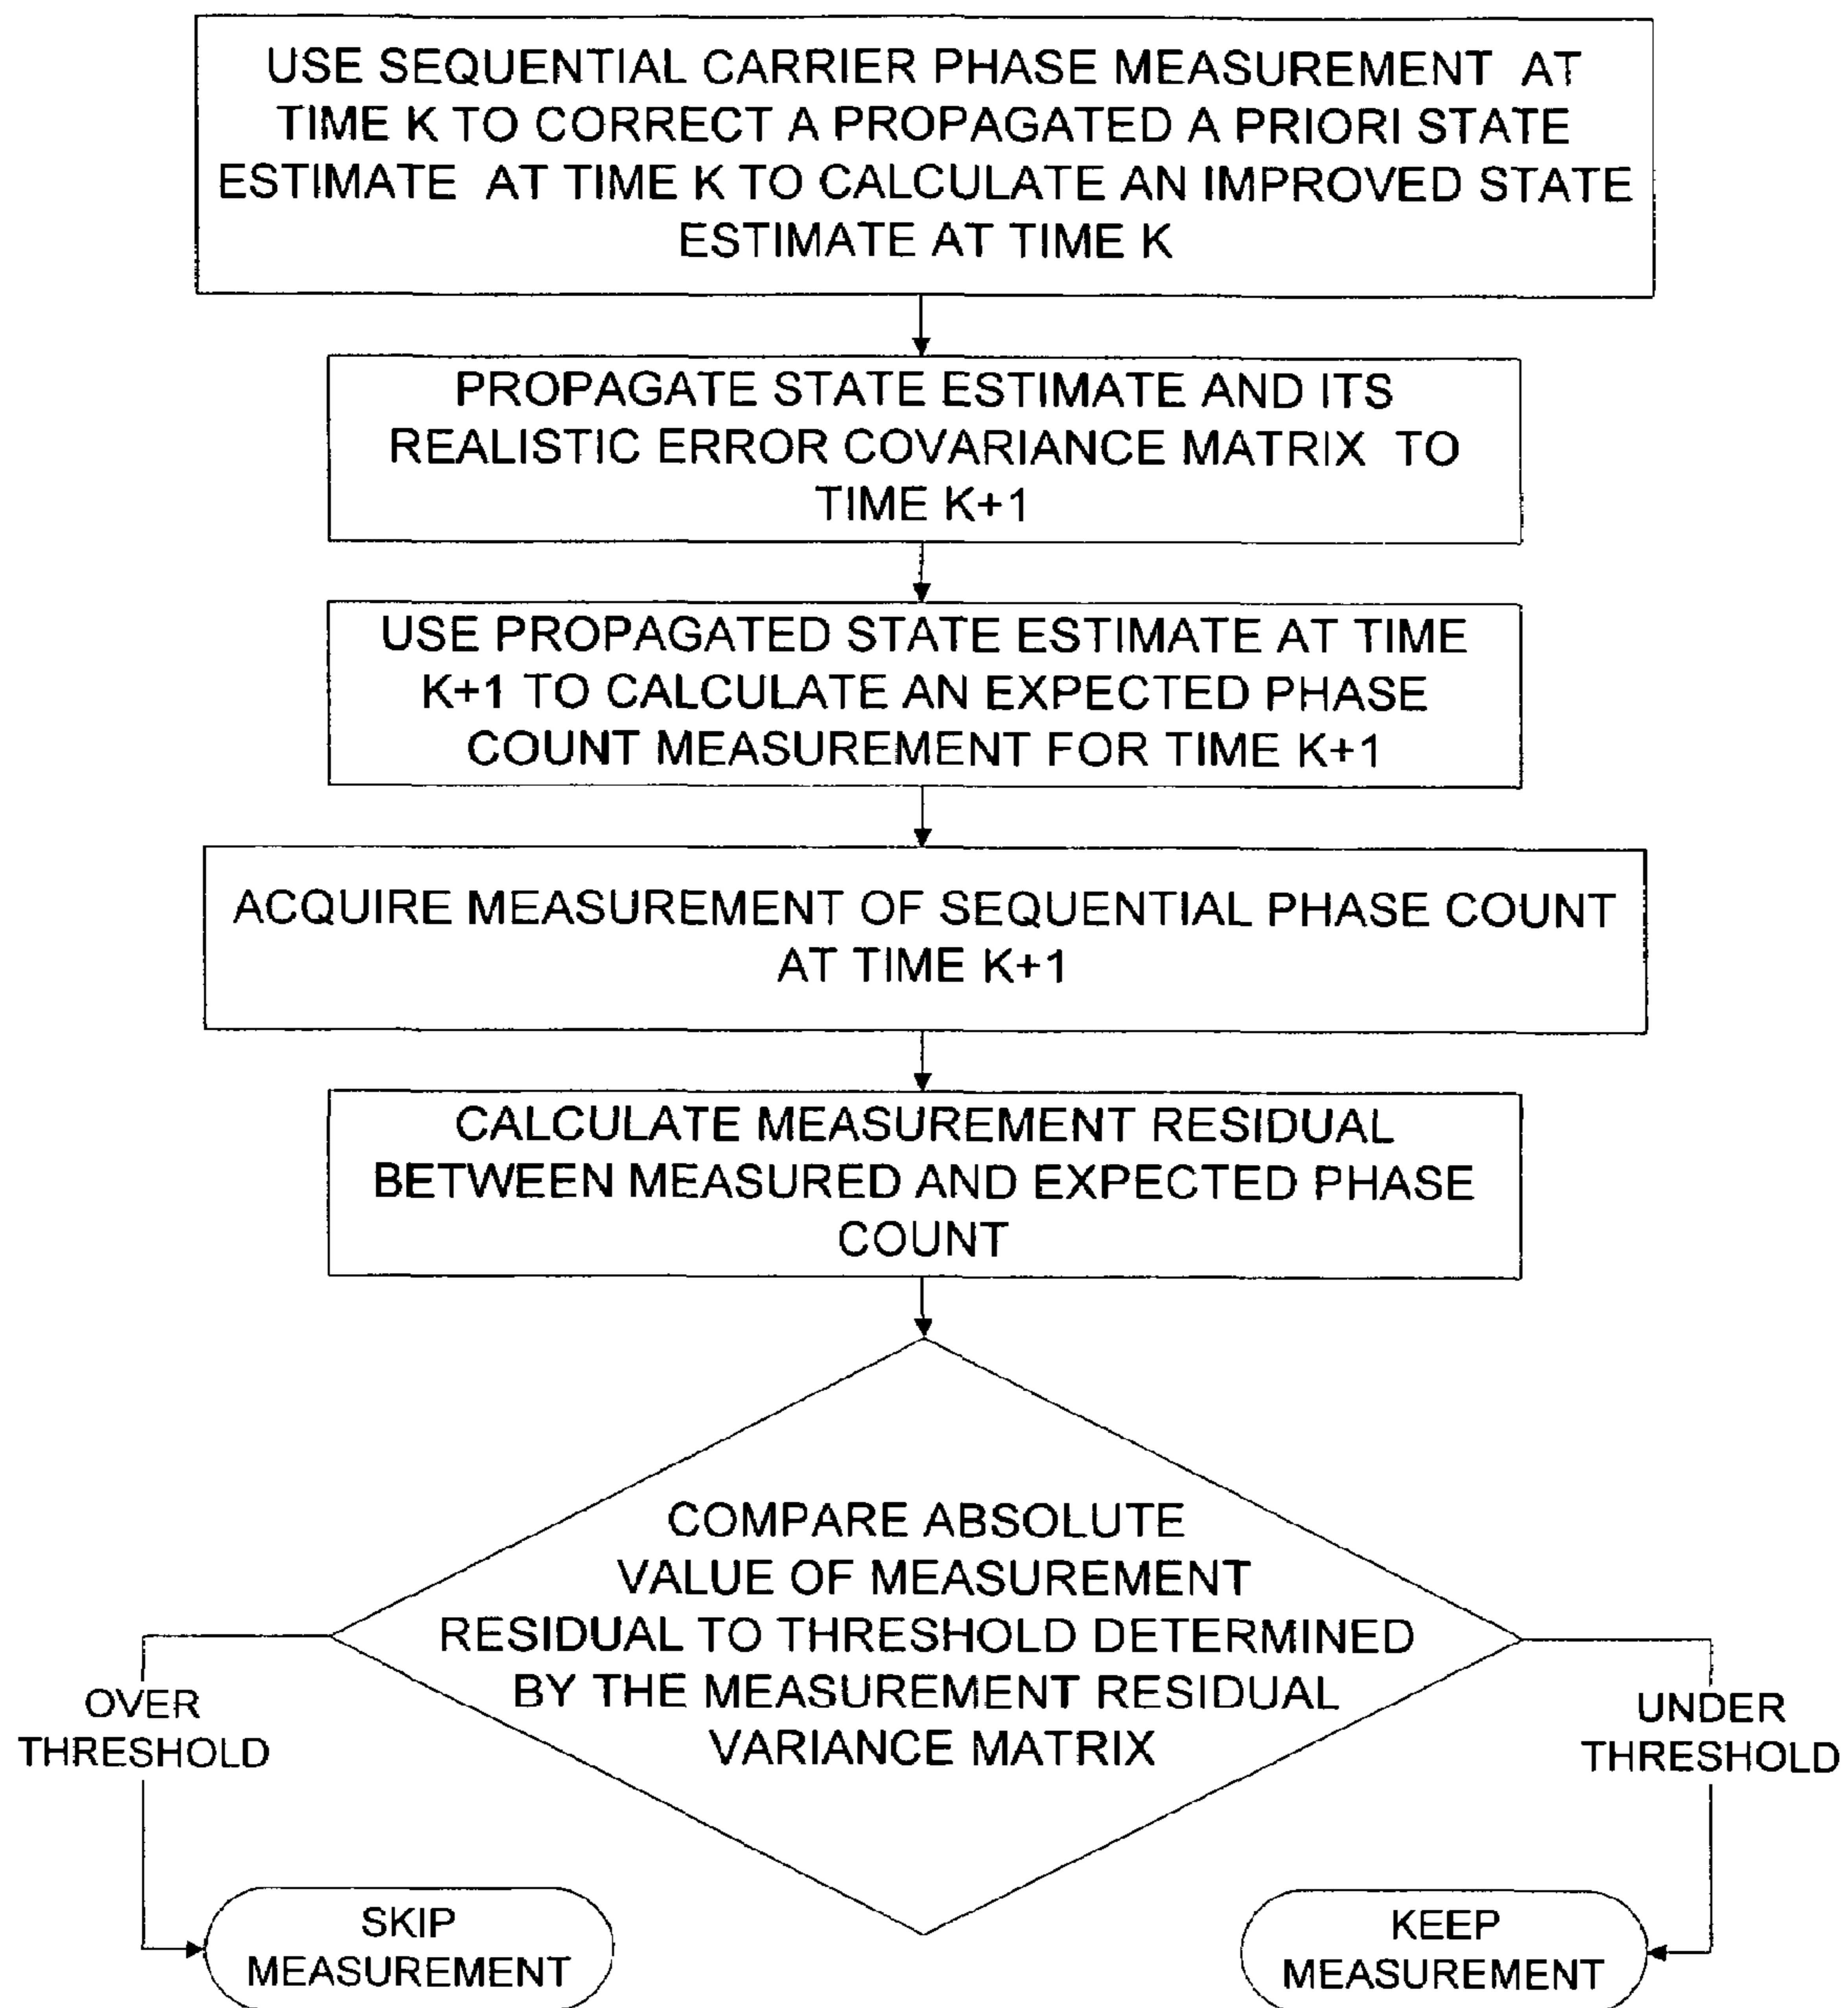 USE SEQUENTIAL CARRIER PHASE MEASUREMENT AT
TIME K TO CORRECT A PROPAGATED A PRIORI STATE
ESTIMATE AT TIME K TO CALCULATE AN IMPROVED STATE
ESTIMATE AT TIME K
PROPAGATE STATE ESTIMATE AND ITS
REALISTIC ERROR COVARIANCE MATRIX TO
TIME K+1
USE PROPAGATED STATE ESTIMATE AT TIME
K+1 TO CALCULATE AN EXPECTED PHASE
COUNT MEASUREMENT FOR TIME K+1
ACQUIRE MEASUREMENT OF SEQUENTIAL PHASE COUNT
AT TIME K+1
CALCULATE MEASUREMENT RESIDUAL
BETWEEN MEASURED AND EXPECTED PHASE
COUNT
COMPARE ABSOLUTE
VALUE OF MEASUREMENT
RESIDUAL TO THRESHOLD DETERMINED
BY THE MEASUREMENT RESIDUAL
VARIANCE MATRIX
OVER
THRESHOLD
UNDER
THRESHOLD
SKIP
MEASUREMENT
KEEP
MEASUREMENT